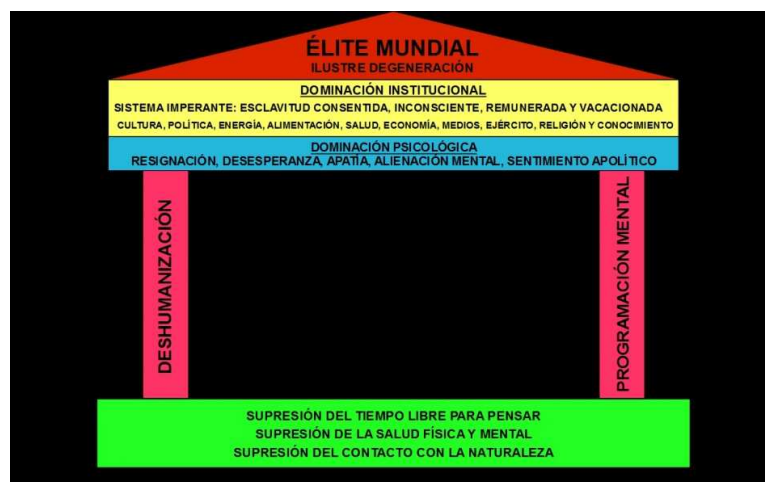 ÉLITE MUNDIAL
ILUSTRE DEGENERACIÓN
DOMINACIÓN INSTITUCIONAL
SISTEMA IMPERANTE: ESCLAVITUD CONSENTIDA, INCONSCIENTE, REMUNERADA Y VACACIONADA
CULTURA, POLÍTICA, ENERGÍA, ALIMENTACIÓN, SALUD, ECONOMÍA, MEDIOS, EJÉRCITO, RELIGIÓN Y CONOCIMIENTO
DOMINACIÓN PSICOLÓGICA
RESIGNACIÓN, DESESPERANZA, APATÍA, ALIENACIÓN MENTAL, SENTIMIENTO APOLÍTICO
DESHUMANIZACIÓN
PROGRAMACIÓN MENTAL
SUPRESIÓN DEL TIEMPO LIBRE PARA PENSAR
SUPRESIÓN DE LA SALUD FÍSICA Y MENTAL
SUPRESIÓN DEL CONTACTO CON LA NATURALEZA